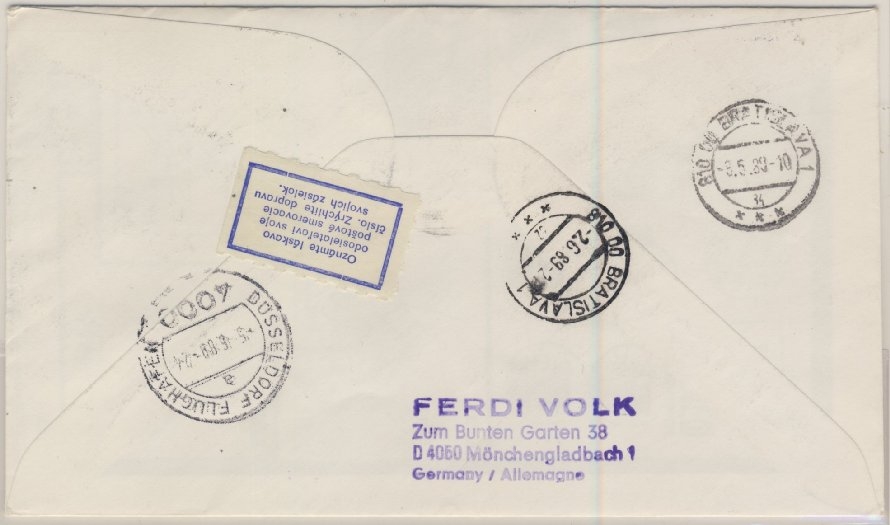 810 00 BRATISLAVA 1
5.89-10
Oznámte láskavo
odosielateľovi svoje
poštové smerovacie
číslo. Zrýchlite dopravu
svojich zásielok.
810 00 BRATISLAVA 1
-2.6.89-2
4000 DÜSSELDORF FLUGHAFEN
a
FERDI VOLK
Zum Bunten Garten 38
D 4050 Mönchengladbach 1
Germany / Allemagne